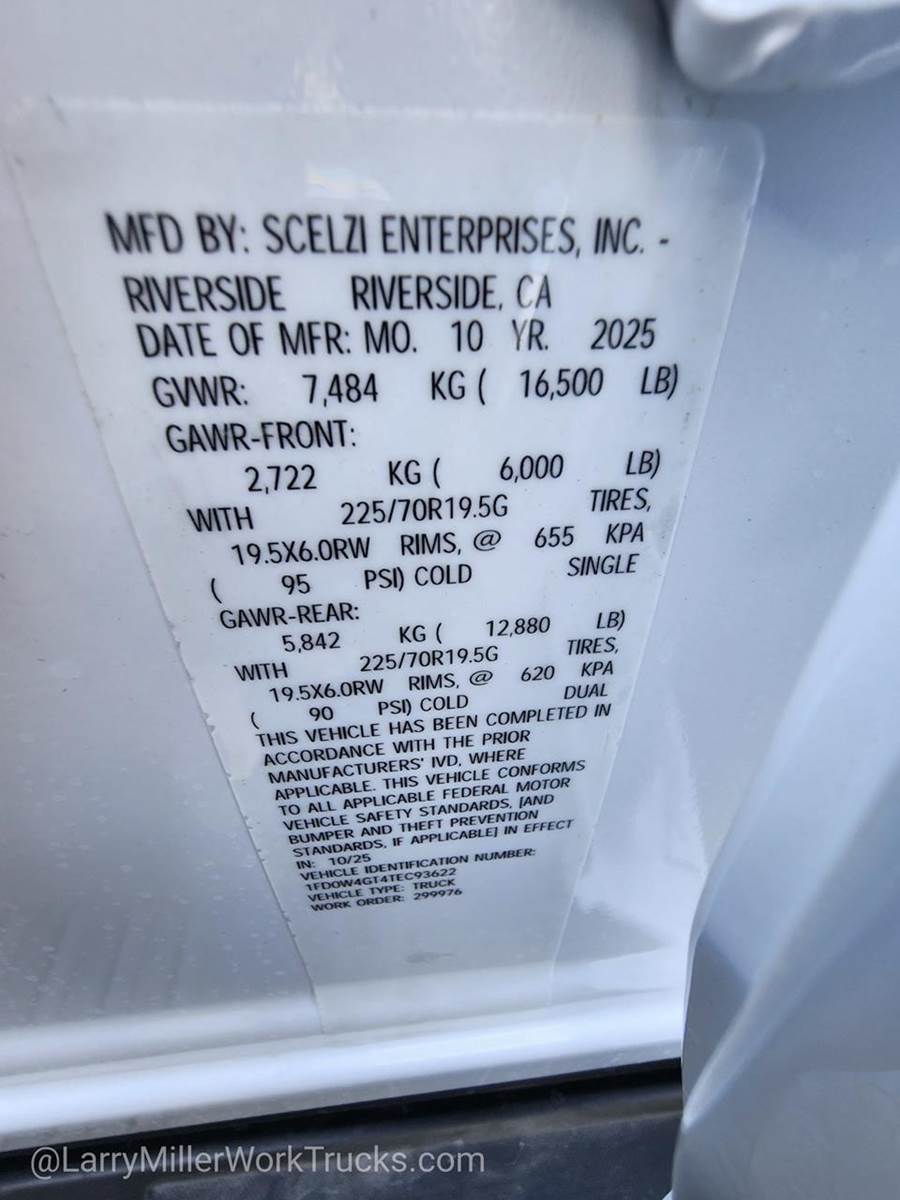 MFD BY: SCELZI ENTERPRISES, INC. -
RIVERSIDE RIVERSIDE, CA
DATE OF MFR: MO. 10 YR. 2025
GVWR: 7,484 KG ( 16,500 LB)
GAWR-FRONT:
2,722 KG ( 6,000 LB)
WITH 225/70R19.5G TIRES,
19.5X6.0RW RIMS, @ 655 KPA
( 95 PSI) COLD SINGLE
GAWR-REAR:
5,842 KG ( 12,880 LB)
WITH 225/70R19.5G TIRES,
19.5X6.0RW RIMS, @ 620 KPA
( 90 PSI) COLD DUAL
THIS VEHICLE HAS BEEN COMPLETED IN
ACCORDANCE WITH THE PRIOR
MANUFACTURERS' IVD, WHERE
APPLICABLE. THIS VEHICLE CONFORMS
TO ALL APPLICABLE FEDERAL MOTOR
VEHICLE SAFETY STANDARDS, [AND
BUMPER AND THEFT PREVENTION
STANDARDS, IF APPLICABLE] IN EFFECT
IN: 10/25
VEHICLE IDENTIFICATION NUMBER:
1FD0W4GT4TEC93622
VEHICLE TYPE: TRUCK
WORK ORDER: 299976
@LarryMillerWorkTrucks.com